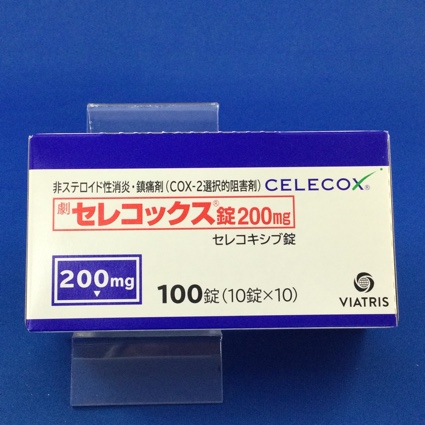 非ステロイド性消炎・鎮痛剤(COX-2選択的阻害剤) CELECOX®
劇 セレコックス®錠200mg
セレコキシブ錠
200mg
100錠(10錠×10)
VIATRIS